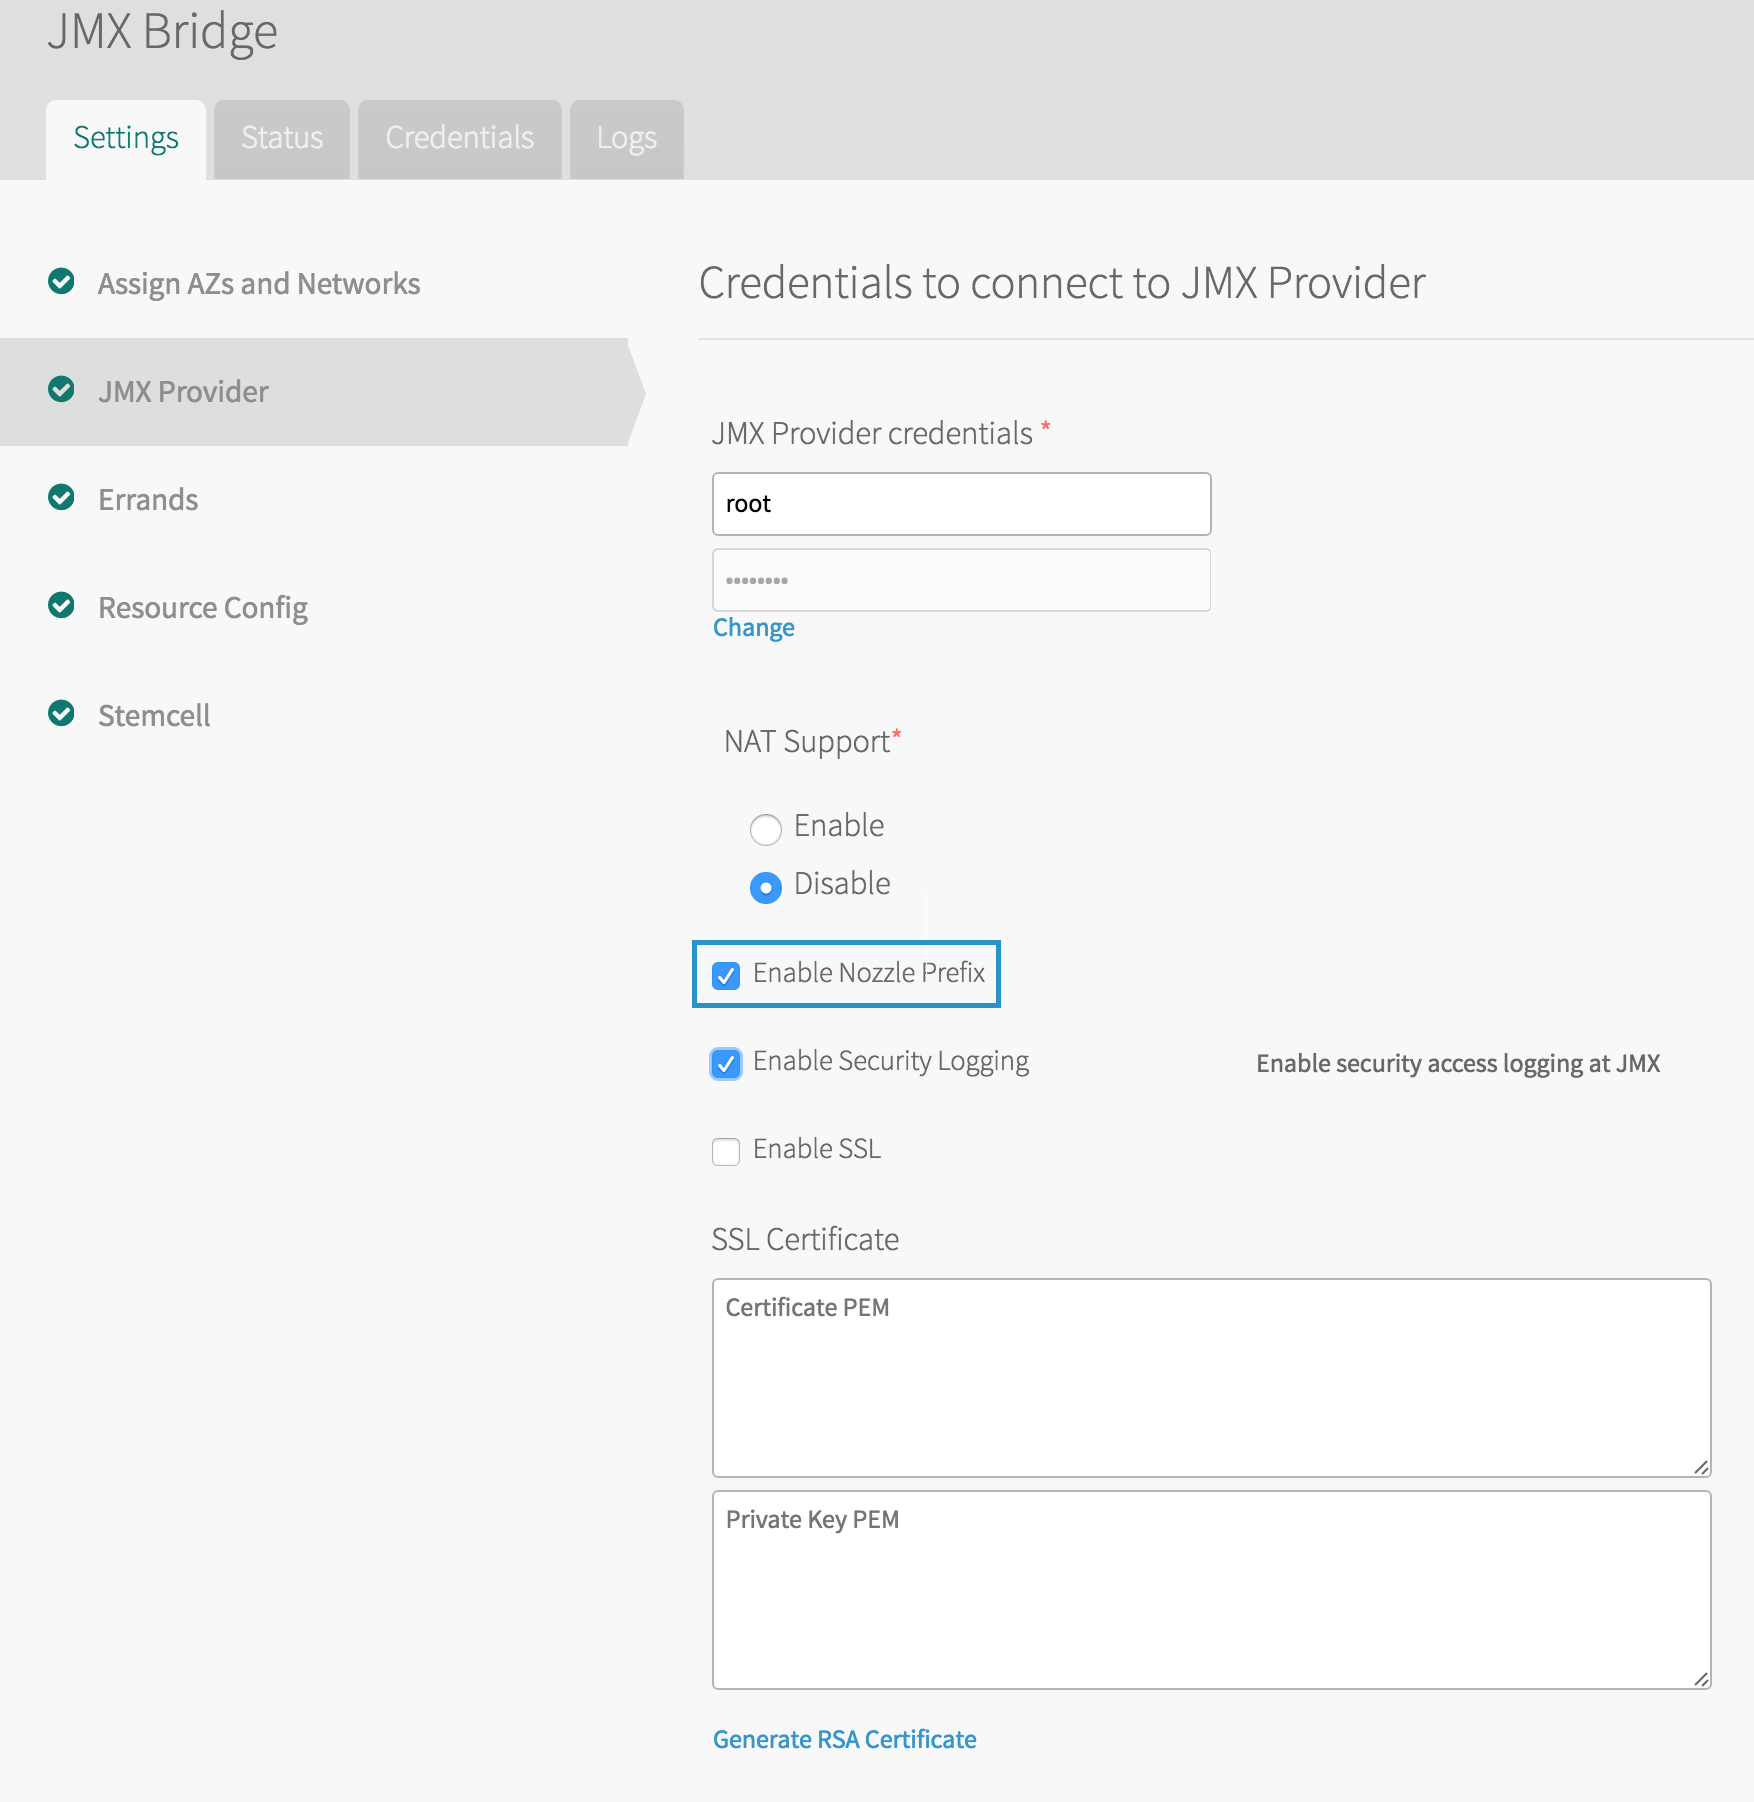 JMX Bridge
Settings
Status
Credentials
Logs
Assign AZs and Networks
JMX Provider
Errands
Resource Config
Stemcell
Credentials to connect to JMX Provider
JMX Provider credentials *
root
••••••••
Change
NAT Support*
Enable
Disable
Enable Nozzle Prefix
Enable Security Logging
Enable security access logging at JMX
Enable SSL
SSL Certificate
Certificate PEM
Private Key PEM
Generate RSA Certificate